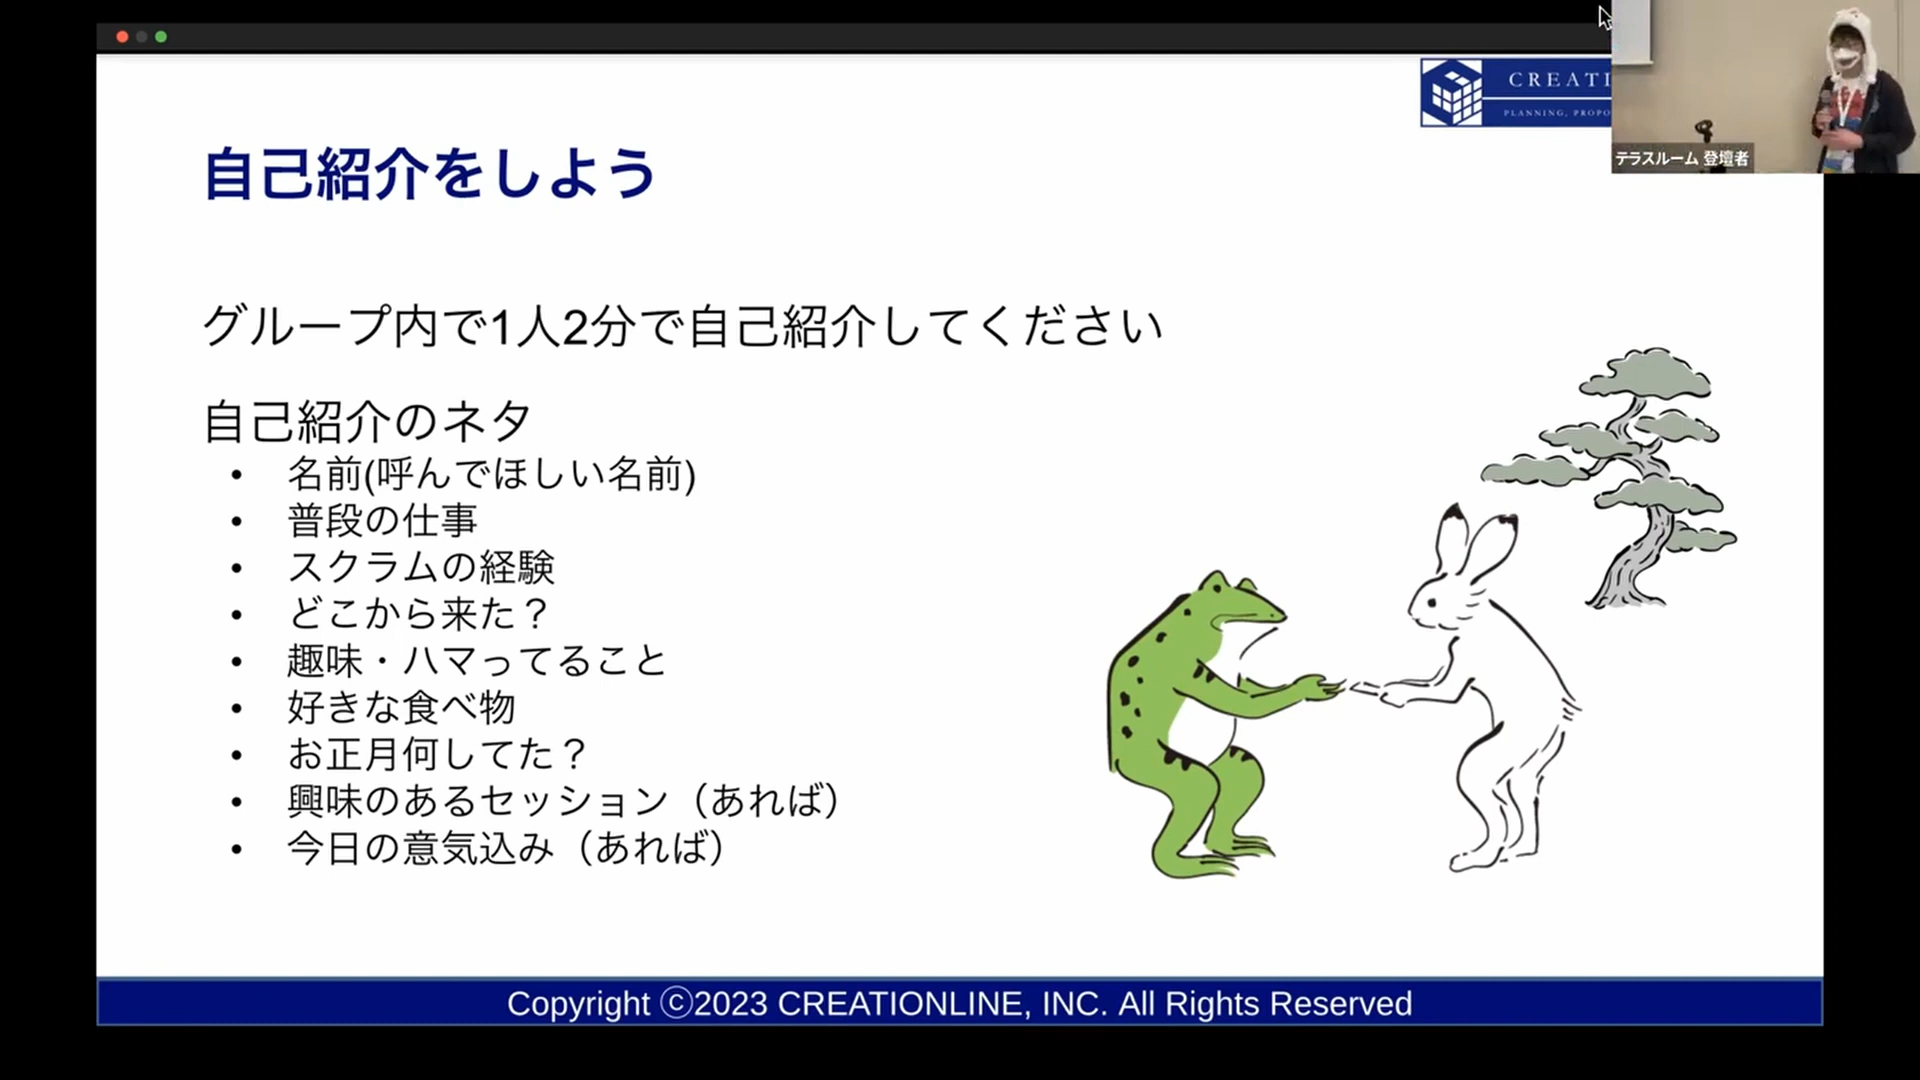 CREATI
PLANNING, PROPO
テラスルーム 登壇者
自己紹介をしよう
グループ内で1人2分で自己紹介してください
自己紹介のネタ
• 名前(呼んでほしい名前)
• 普段の仕事
• スクラムの経験
• どこから来た？
• 趣味・ハマってること
• 好きな食べ物
• お正月何してた？
• 興味のあるセッション（あれば）
• 今日の意気込み（あれば）
Copyright Ⓒ2023 CREATIONLINE, INC. All Rights Reserved